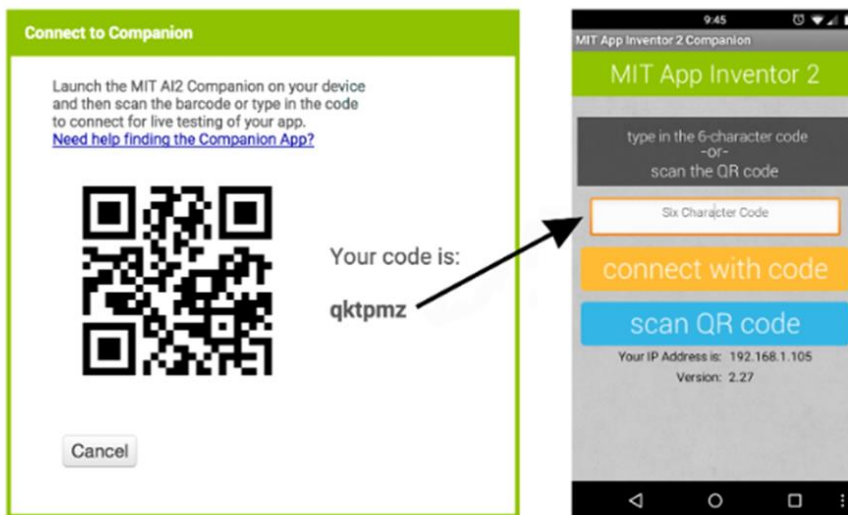 Connect to Companion
Launch the MIT AI2 Companion on your device
and then scan the barcode or type in the code
to connect for live testing of your app.
Need help finding the Companion App?
Your code is:
qktpmz
Cancel
9:45
MIT App Inventor 2 Companion
MIT App Inventor 2
type in the 6-character code
-or-
scan the QR code
Six Character Code
connect with code
scan QR code
Your IP Address is: 192.168.1.105
Version: 2.27